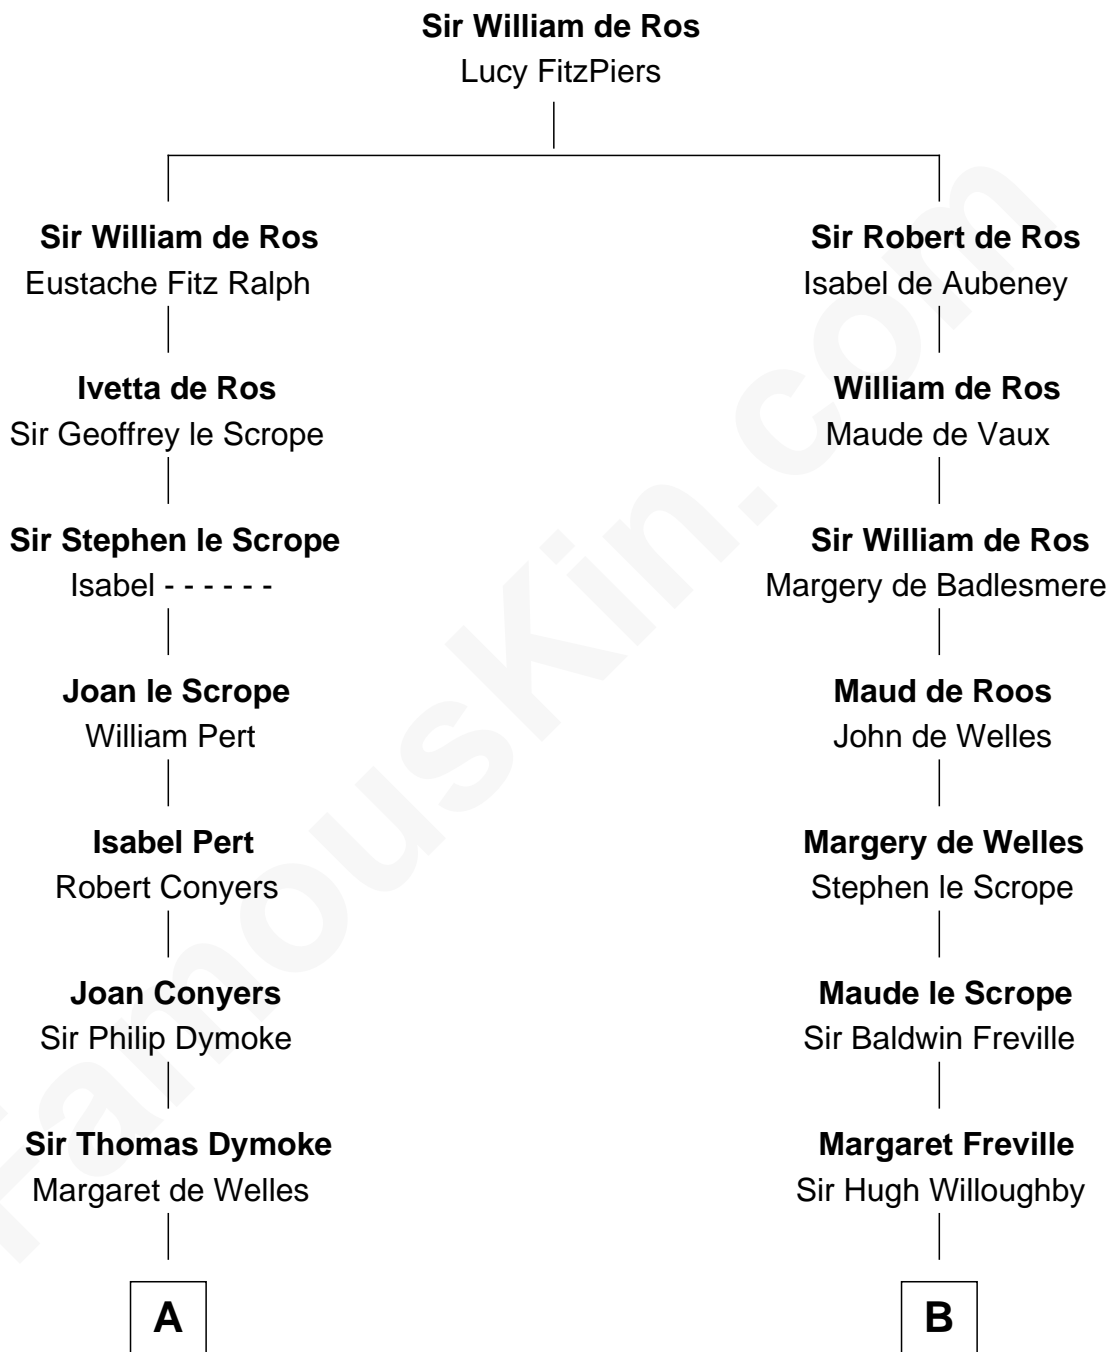 Sir William de Ros
Lucy FitzPiers
Sir William de Ros
Eustache Fitz Ralph
Ivetta de Ros
Sir Geoffrey le Scrope
Sir Stephen le Scrope
Isabel - - - - - -
Joan le Scrope
William Pert
Isabel Pert
Robert Conyers
Joan Conyers
Sir Philip Dymoke
Sir Thomas Dymoke
Margaret de Welles
A
Sir Robert de Ros
Isabel de Aubeney
William de Ros
Maude de Vaux
Sir William de Ros
Margery de Badlesmere
Maud de Roos
John de Welles
Margery de Welles
Stephen le Scrope
Maude le Scrope
Sir Baldwin Freville
Margaret Freville
Sir Hugh Willoughby
B
FamousKin.com